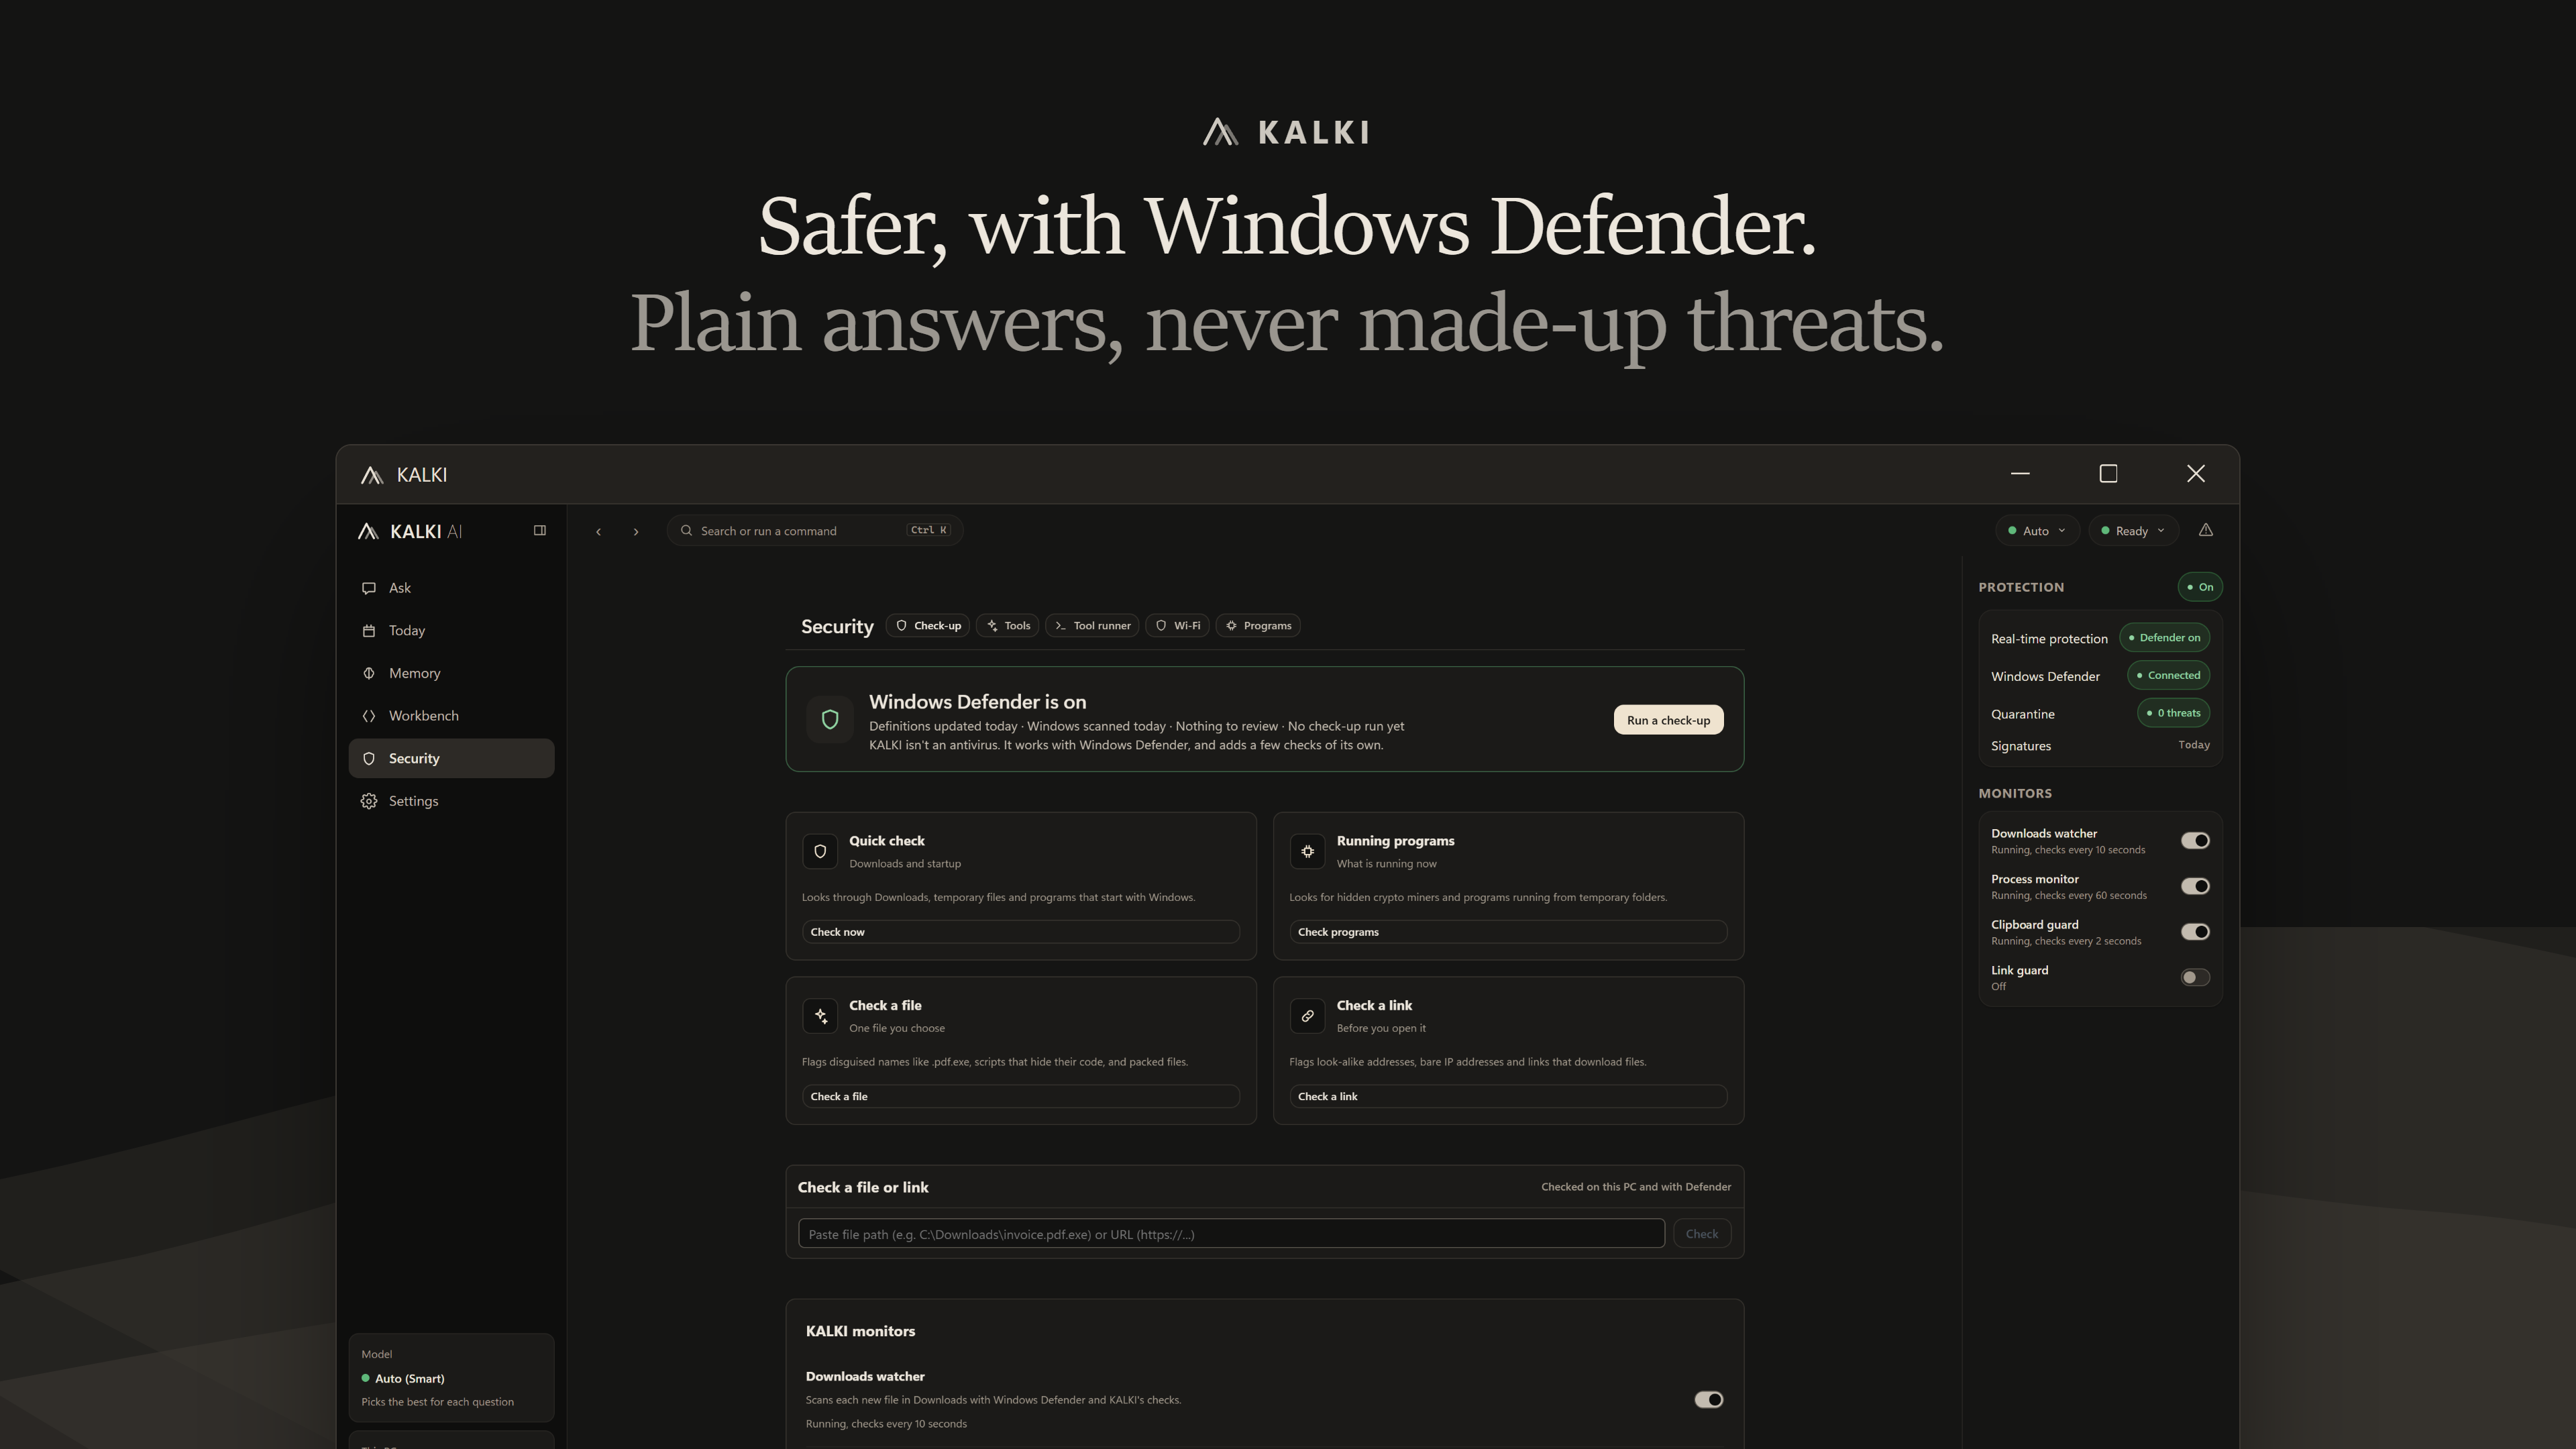 KALKI
Safer, with Windows Defender.
Plain answers, never made-up threats.
KALKI
KALKI AI
Search or run a command
Ctrl K
Auto
Ready
Ask
Today
Memory
Workbench
Security
Settings
Security
Check-up
Tools
Tool runner
Wi-Fi
Programs
Windows Defender is on
Definitions updated today · Windows scanned today · Nothing to review · No check-up run yet
KALKI isn't an antivirus. It works with Windows Defender, and adds a few checks of its own.
Run a check-up
Quick check
Downloads and startup
Looks through Downloads, temporary files and programs that start with Windows.
Check now
Running programs
What is running now
Looks for hidden crypto miners and programs running from temporary folders.
Check programs
Check a file
One file you choose
Flags disguised names like .pdf.exe, scripts that hide their code, and packed files.
Check a file
Check a link
Before you open it
Flags look-alike addresses, bare IP addresses and links that download files.
Check a link
Check a file or link
Checked on this PC and with Defender
Paste file path (e.g. C:\Downloads\invoice.pdf.exe) or URL (https://...)
Check
KALKI monitors
Downloads watcher
Scans each new file in Downloads with Windows Defender and KALKI's checks.
Running, checks every 10 seconds
PROTECTION
On
Real-time protection
Defender on
Windows Defender
Connected
Quarantine
0 threats
Signatures
Today
MONITORS
Downloads watcher
Running, checks every 10 seconds
Process monitor
Running, checks every 60 seconds
Clipboard guard
Running, checks every 2 seconds
Link guard
Off
Model
Auto (Smart)
Picks the best for each question